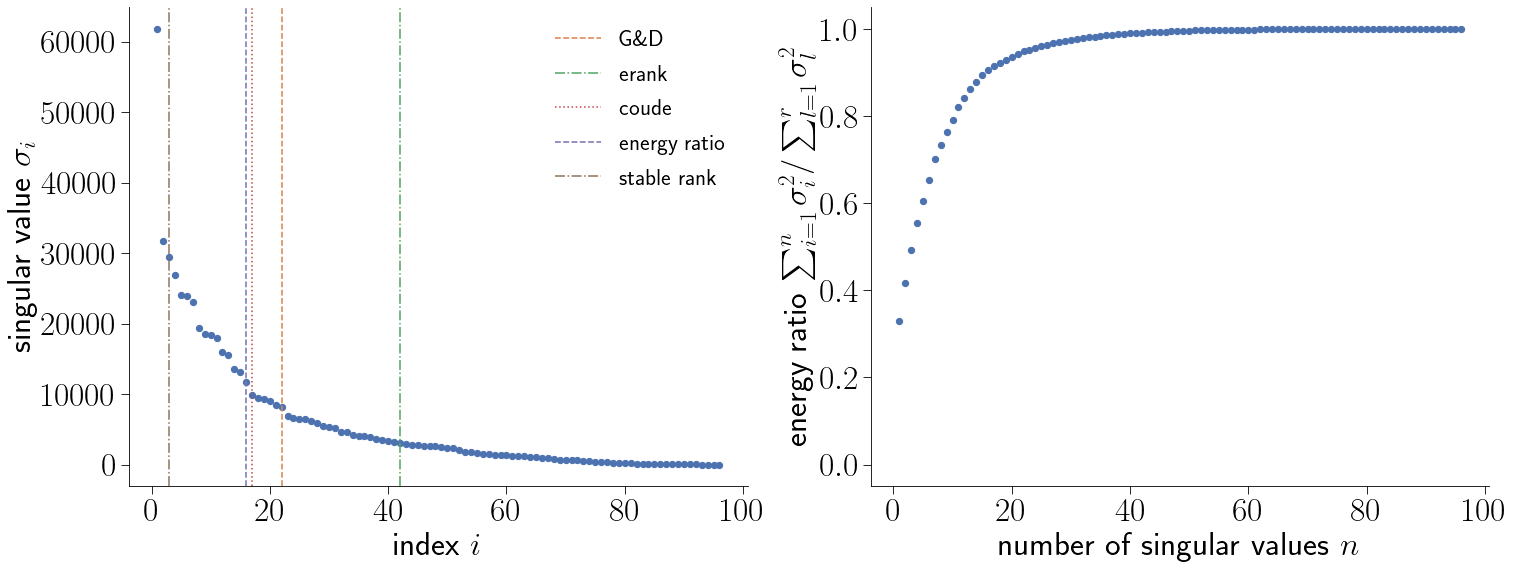 60000
50000
40000
30000
20000
10000
0
singular value σ_i
0 20 40 60 80 100
index i
G&D
erank
coude
energy ratio
stable rank
1.0
0.8
0.6
0.4
0.2
0.0
energy ratio ∑_{i=1}^{n} σ_i^2 / ∑_{l=1}^{r} σ_l^2
0 20 40 60 80 100
number of singular values n